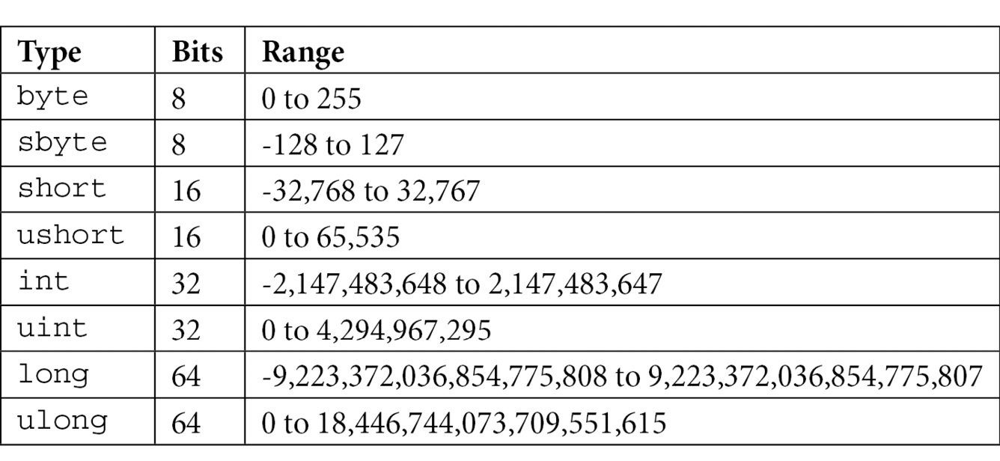 Type Bits Range
byte 8 0 to 255
sbyte 8 -128 to 127
short 16 -32,768 to 32,767
ushort 16 0 to 65,535
int 32 -2,147,483,648 to 2,147,483,647
uint 32 0 to 4,294,967,295
long 64 -9,223,372,036,854,775,808 to 9,223,372,036,854,775,807
ulong 64 0 to 18,446,744,073,709,551,615